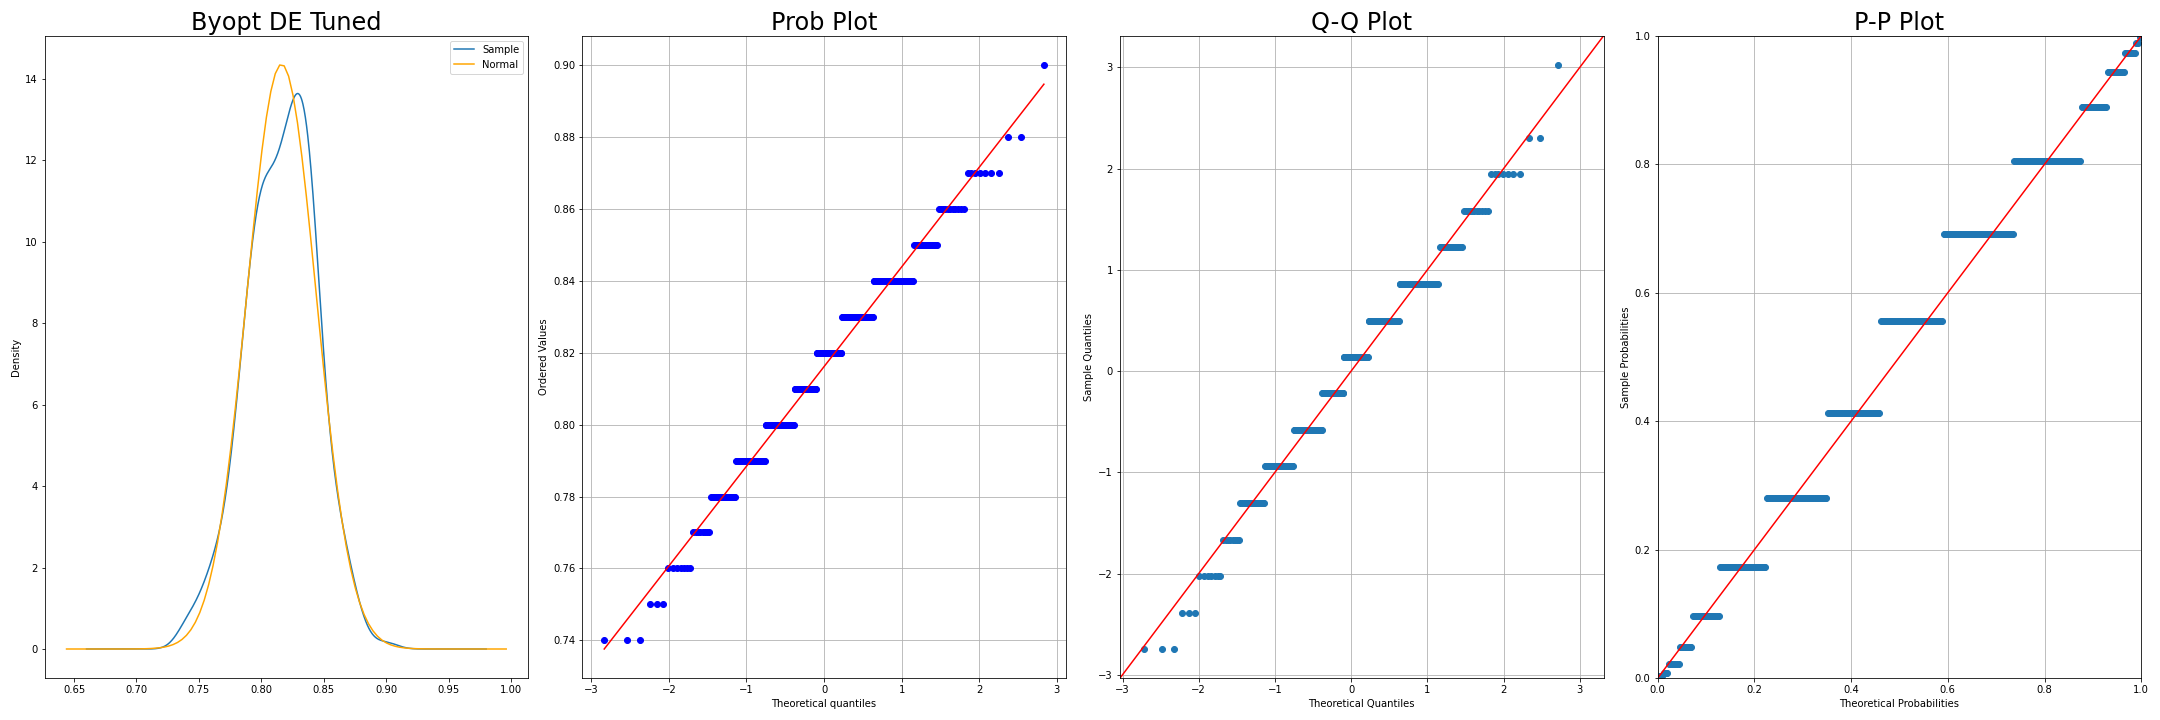 Byopt DE Tuned
Sample
Normal
Density
14
12
10
8
6
4
2
0
0.65 0.70 0.75 0.80 0.85 0.90 0.95 1.00
Prob Plot
Ordered Values
0.90
0.88
0.86
0.84
0.82
0.80
0.78
0.76
0.74
−3 −2 −1 0 1 2 3
Theoretical quantiles
Q-Q Plot
Sample Quantiles
3
2
1
0
−1
−2
−3
−3 −2 −1 0 1 2 3
Theoretical Quantiles
P-P Plot
Sample Probabilities
1.0
0.8
0.6
0.4
0.2
0.0
0.0 0.2 0.4 0.6 0.8 1.0
Theoretical Probabilities